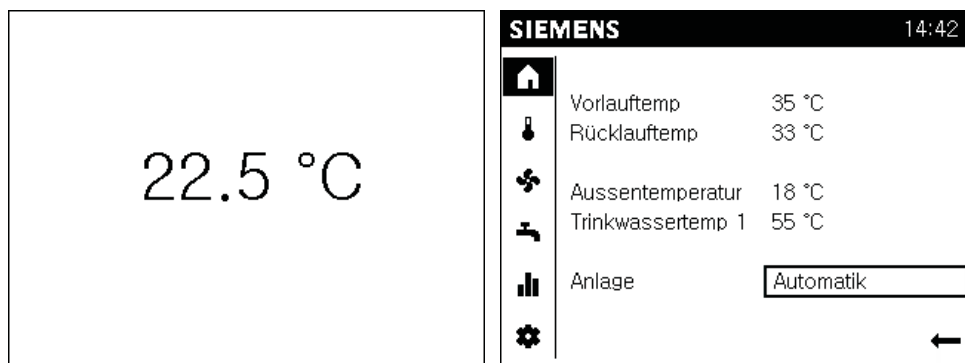 22.5 °C
SIEMENS 14:42
Vorlauftemp 35 °C
Rücklauftemp 33 °C
Aussentemperatur 18 °C
Trinkwassertemp 1 55 °C
Anlage Automatik